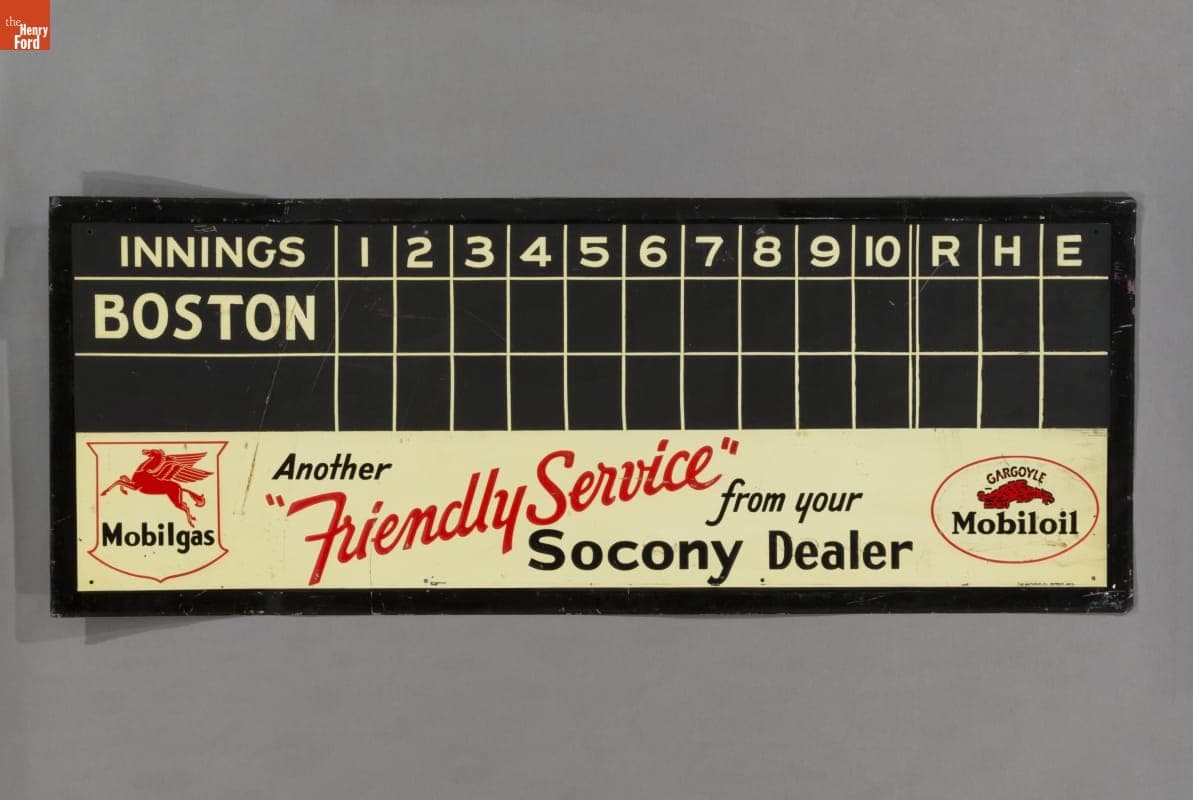 the
Henry
Ford
INNINGS 1 2 3 4 5 6 7 8 9 10 R H E
BOSTON
Mobilgas
Another
"Friendly Service"
from your
Socony Dealer
GARGOYLE
Mobiloil